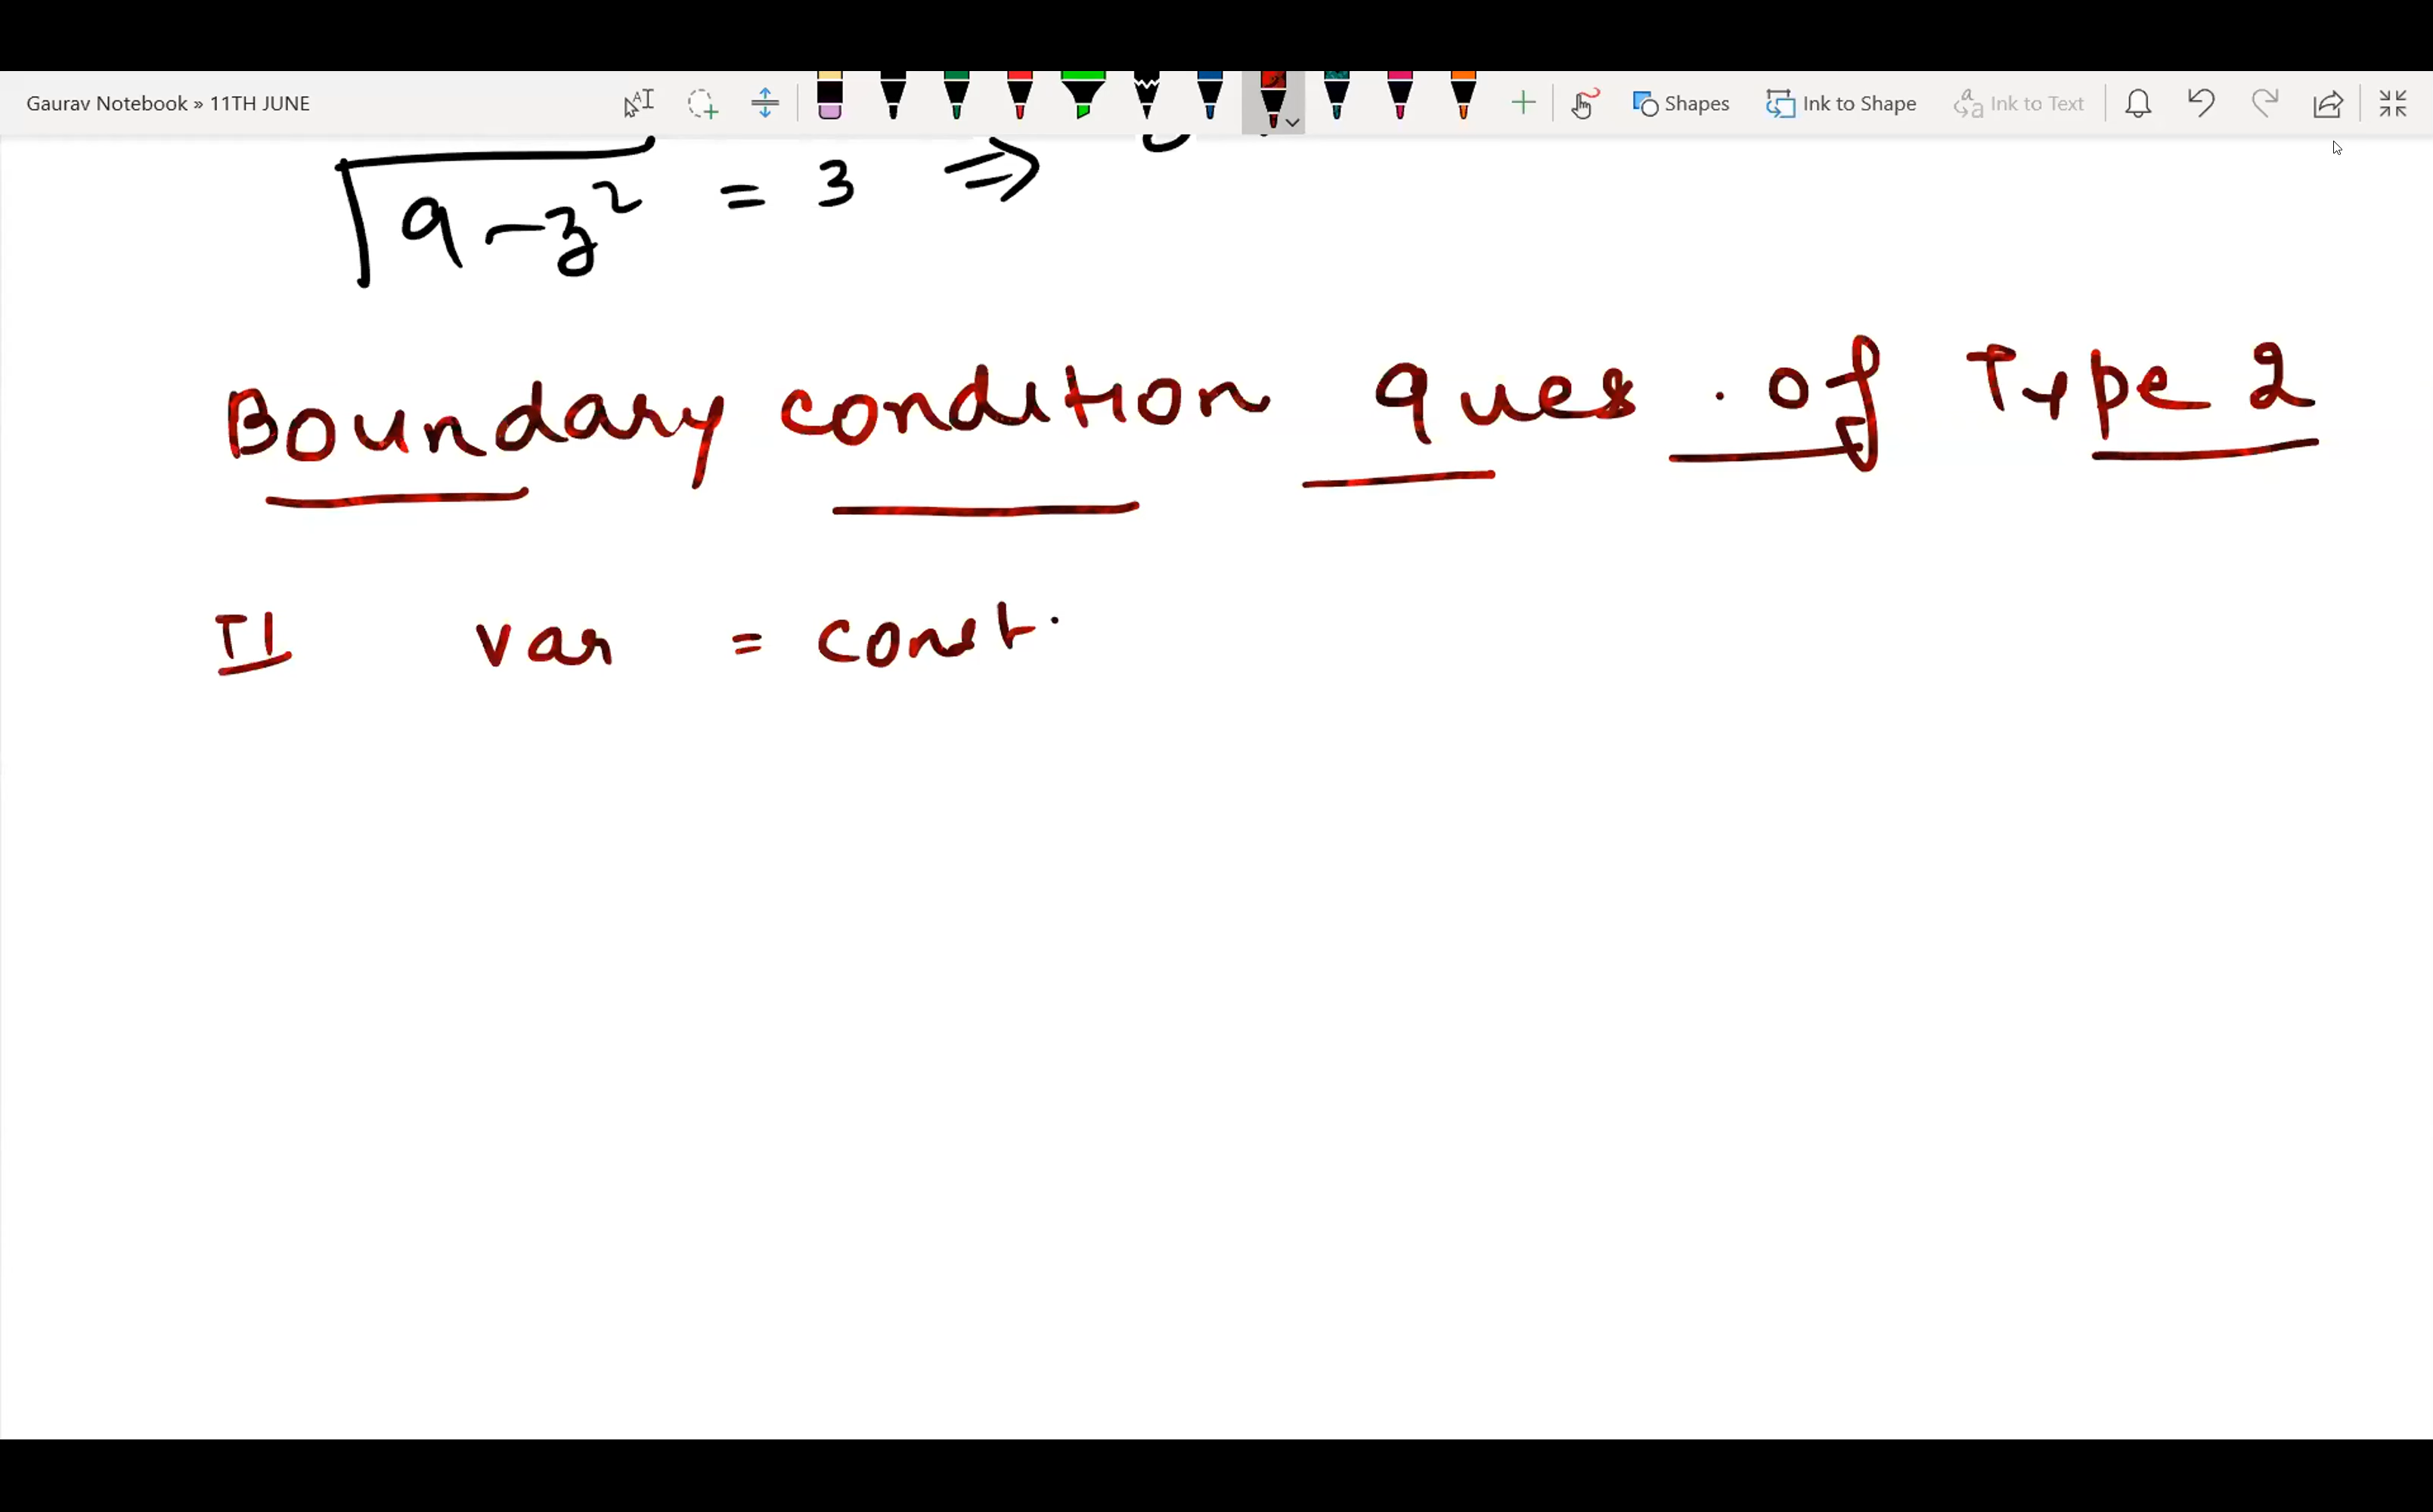 Gaurav Notebook » 11TH JUNE
Shapes
Ink to Shape
Ink to Text
√9-z² = 3 ⇒
Boundary condition ques. of Type 2
T1 var = const.